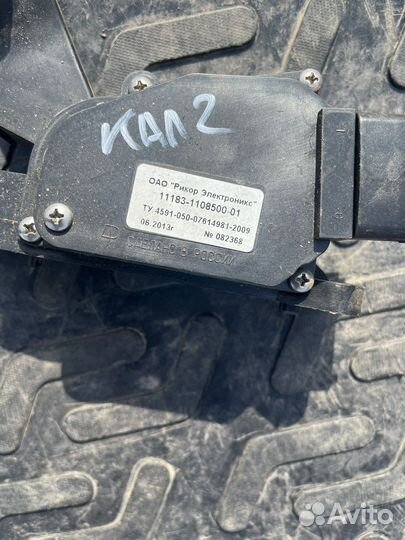 КАЛ 2
ОАО "Рикор Электроникс"
11183-1108500-01
ТУ 4591-050-07614981-2009
06.2013г № 082368
СДЕЛАНО В РОССИИ
Avito